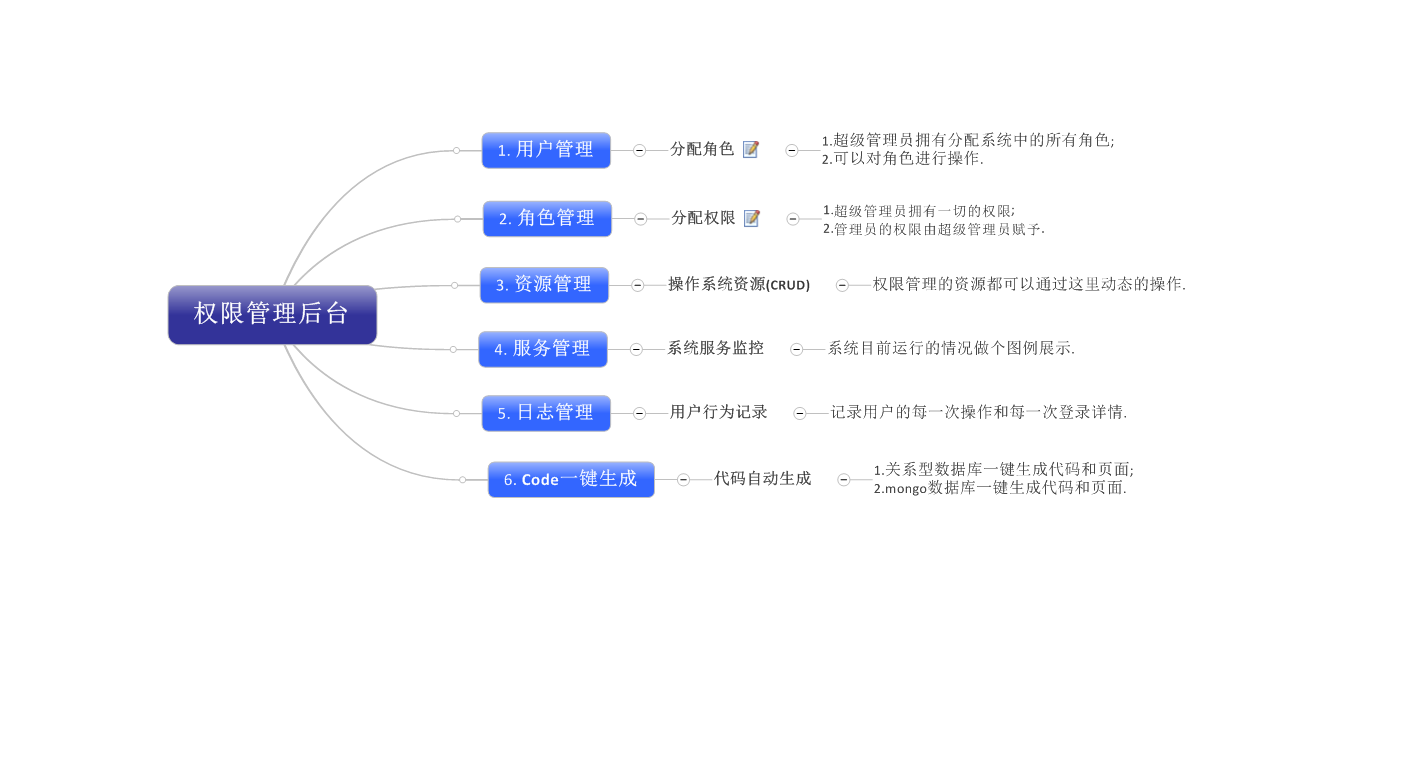 1. 用户管理
分配角色
1.超级管理员拥有分配系统中的所有角色;
2.可以对角色进行操作.
2. 角色管理
分配权限
1.超级管理员拥有一切的权限;
2.管理员的权限由超级管理员赋予.
3. 资源管理
操作系统资源(CRUD)
权限管理的资源都可以通过这里动态的操作.
权限管理后台
4. 服务管理
系统服务监控
系统目前运行的情况做个图例展示.
5. 日志管理
用户行为记录
记录用户的每一次操作和每一次登录详情.
6. Code一键生成
代码自动生成
1.关系型数据库一键生成代码和页面;
2.mongo数据库一键生成代码和页面.